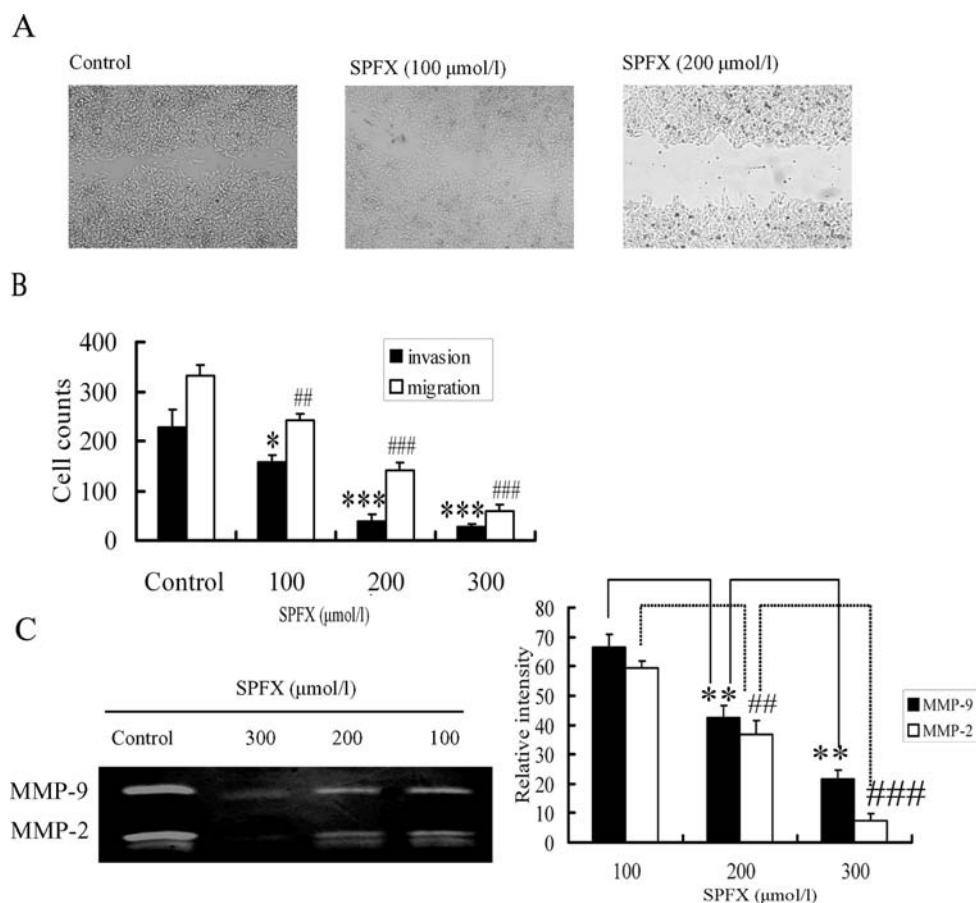 A
Control
SPFX (100 μmol/l)
SPFX (200 μmol/l)
B
400
300
200
100
0
Cell counts
invasion
migration
*
##
***
###
***
###
Control 100 200 300
SPFX (μmol/l)
C
SPFX (μmol/l)
Control 300 200 100
MMP-9
MMP-2
80
70
60
50
40
30
20
10
0
Relative intensity
**
##
**
###
MMP-9
MMP-2
100 200 300
SPFX (μmol/l)